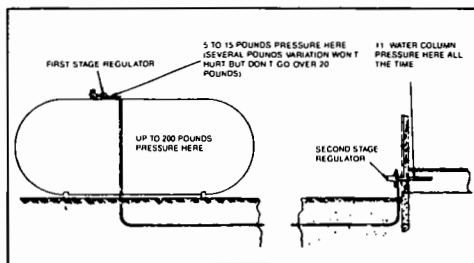 FIRST STAGE REGULATOR
5 TO 15 POUNDS PRESSURE HERE
(SEVERAL POUNDS VARIATION WON'T
HURT BUT DON'T GO OVER 20
POUNDS)
11 WATER COLUMN
PRESSURE HERE ALL
THE TIME
UP TO 200 POUNDS
PRESSURE HERE
SECOND STAGE
REGULATOR